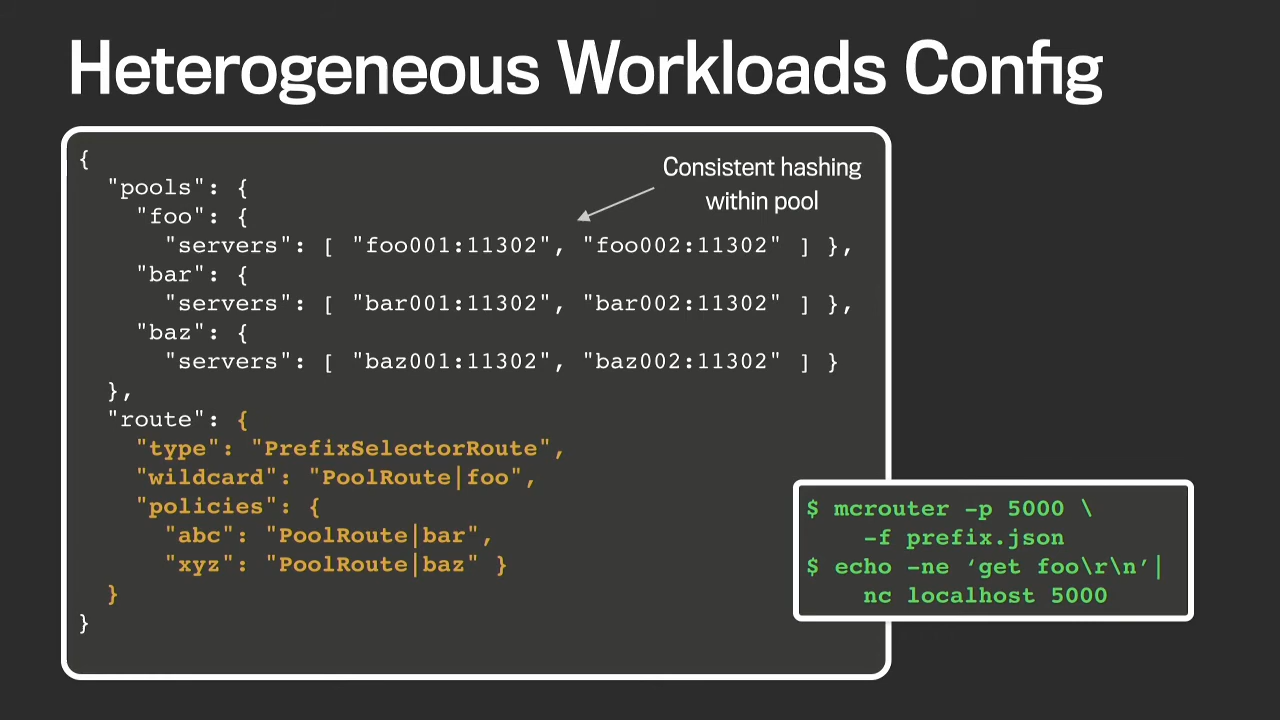 Heterogeneous Workloads Config
{
"pools": {
"foo": {
"servers": [ "foo001:11302", "foo002:11302" ] },
"bar": {
"servers": [ "bar001:11302", "bar002:11302" ] },
"baz": {
"servers": [ "baz001:11302", "baz002:11302" ] }
},
"route": {
"type": "PrefixSelectorRoute",
"wildcard": "PoolRoute|foo",
"policies": {
"abc": "PoolRoute|bar",
"xyz": "PoolRoute|baz" }
}
}
Consistent hashing
within pool
$ mcrouter -p 5000 \
-f prefix.json
$ echo -ne ‘get foo\r\n’|
nc localhost 5000